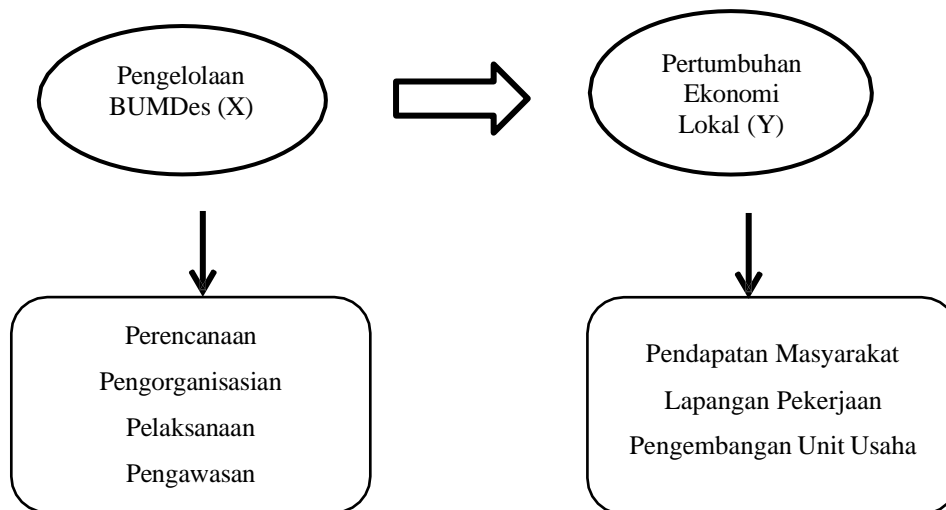 Pengelolaan
BUMDes (X)
Pertumbuhan
Ekonomi
Lokal (Y)
Perencanaan
Pengorganisasian
Pelaksanaan
Pengawasan
Pendapatan Masyarakat
Lapangan Pekerjaan
Pengembangan Unit Usaha